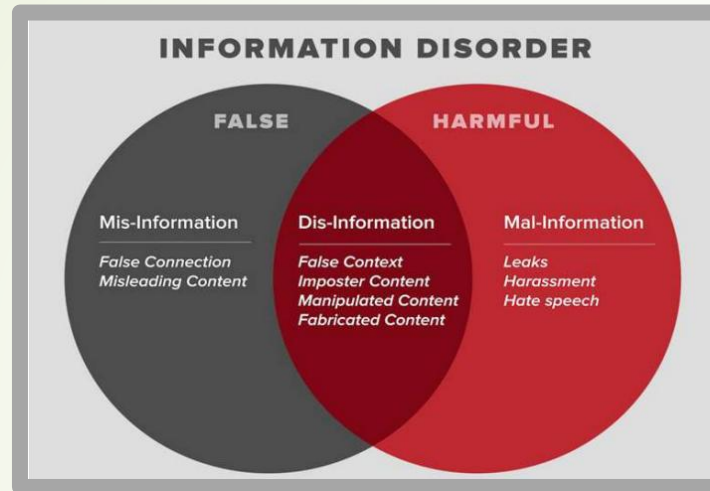 INFORMATION DISORDER
FALSE
HARMFUL
Mis-Information
False Connection
Misleading Content
Dis-Information
False Context
Imposter Content
Manipulated Content
Fabricated Content
Mal-Information
Leaks
Harassment
Hate speech